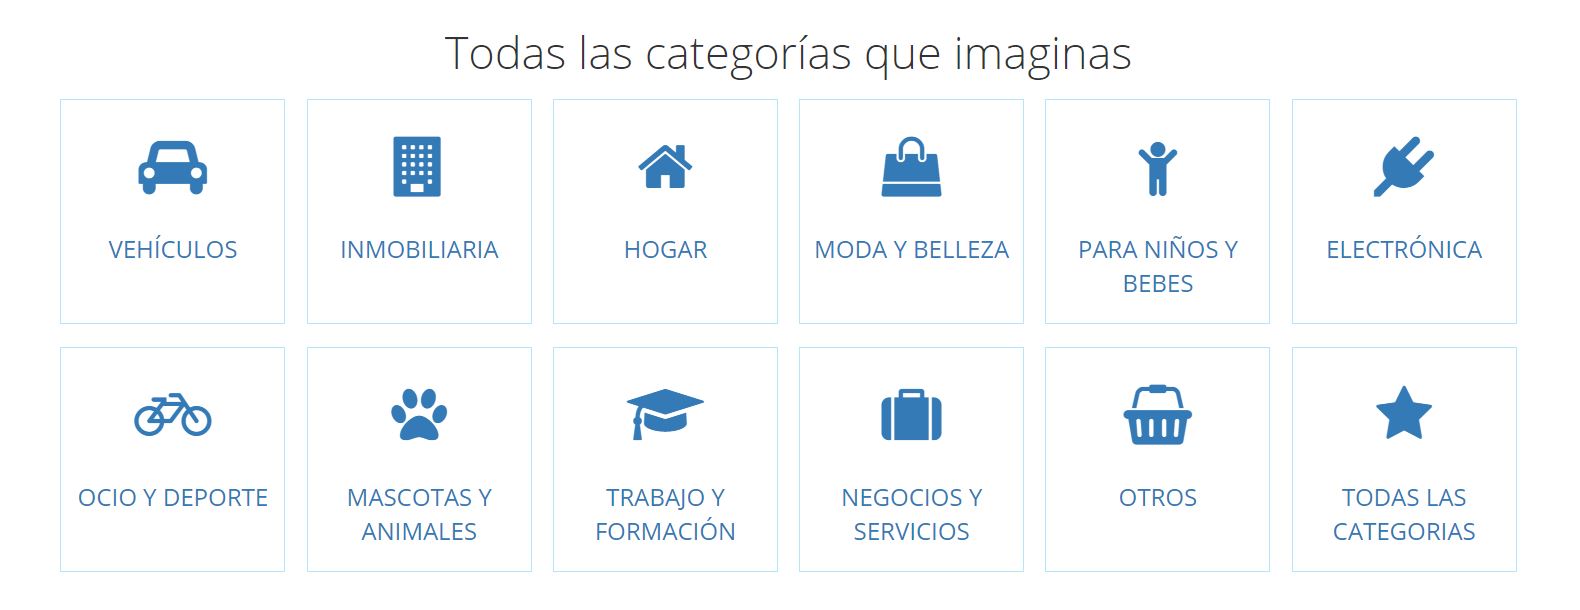 Todas las categorías que imaginas
VEHÍCULOS
INMOBILIARIA
HOGAR
MODA Y BELLEZA
PARA NIÑOS Y
BEBES
ELECTRÓNICA
OCIO Y DEPORTE
MASCOTAS Y
ANIMALES
TRABAJO Y
FORMACIÓN
NEGOCIOS Y
SERVICIOS
OTROS
TODAS LAS
CATEGORIAS